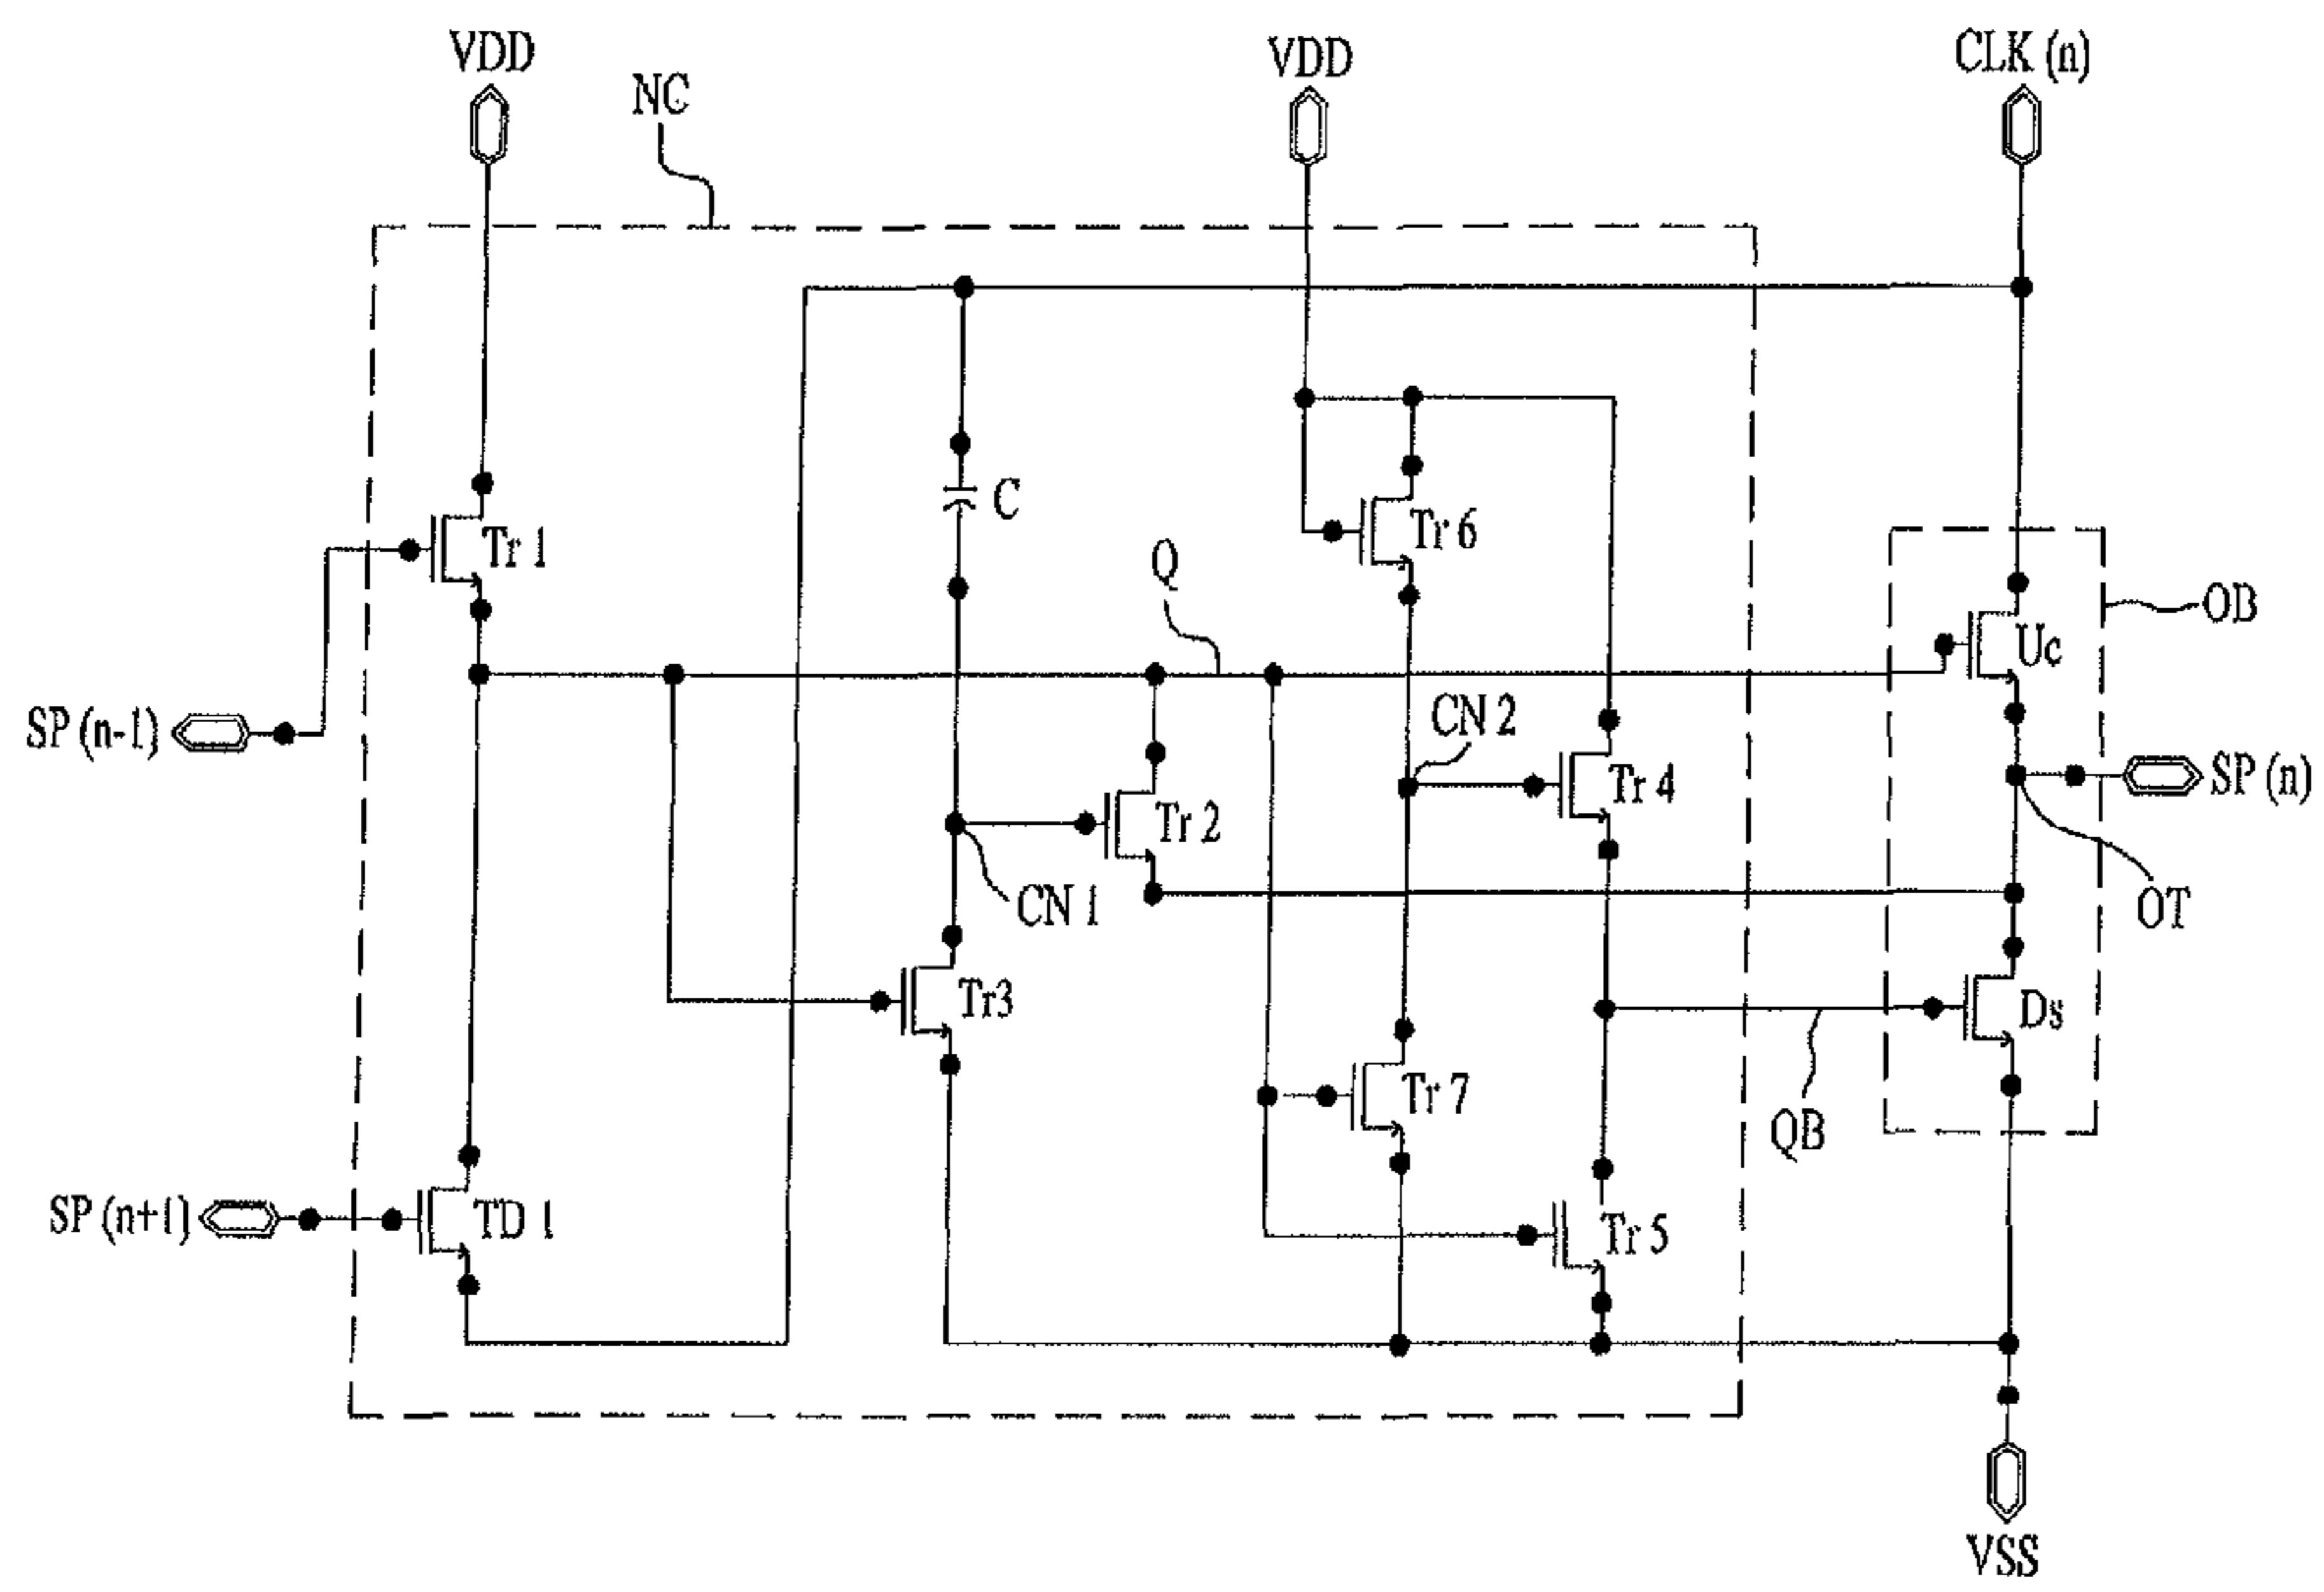 VDD
VDD
CLK (n)
NC
C
Tr 1
Tr 6
Q
Uc
OB
SP (n-1)
CN 2
Tr 4
SP (n)
Tr 2
CN 1
OT
Tr3
Ds
Tr 7
QB
SP (n+1)
TD 1
Tr 5
VSS